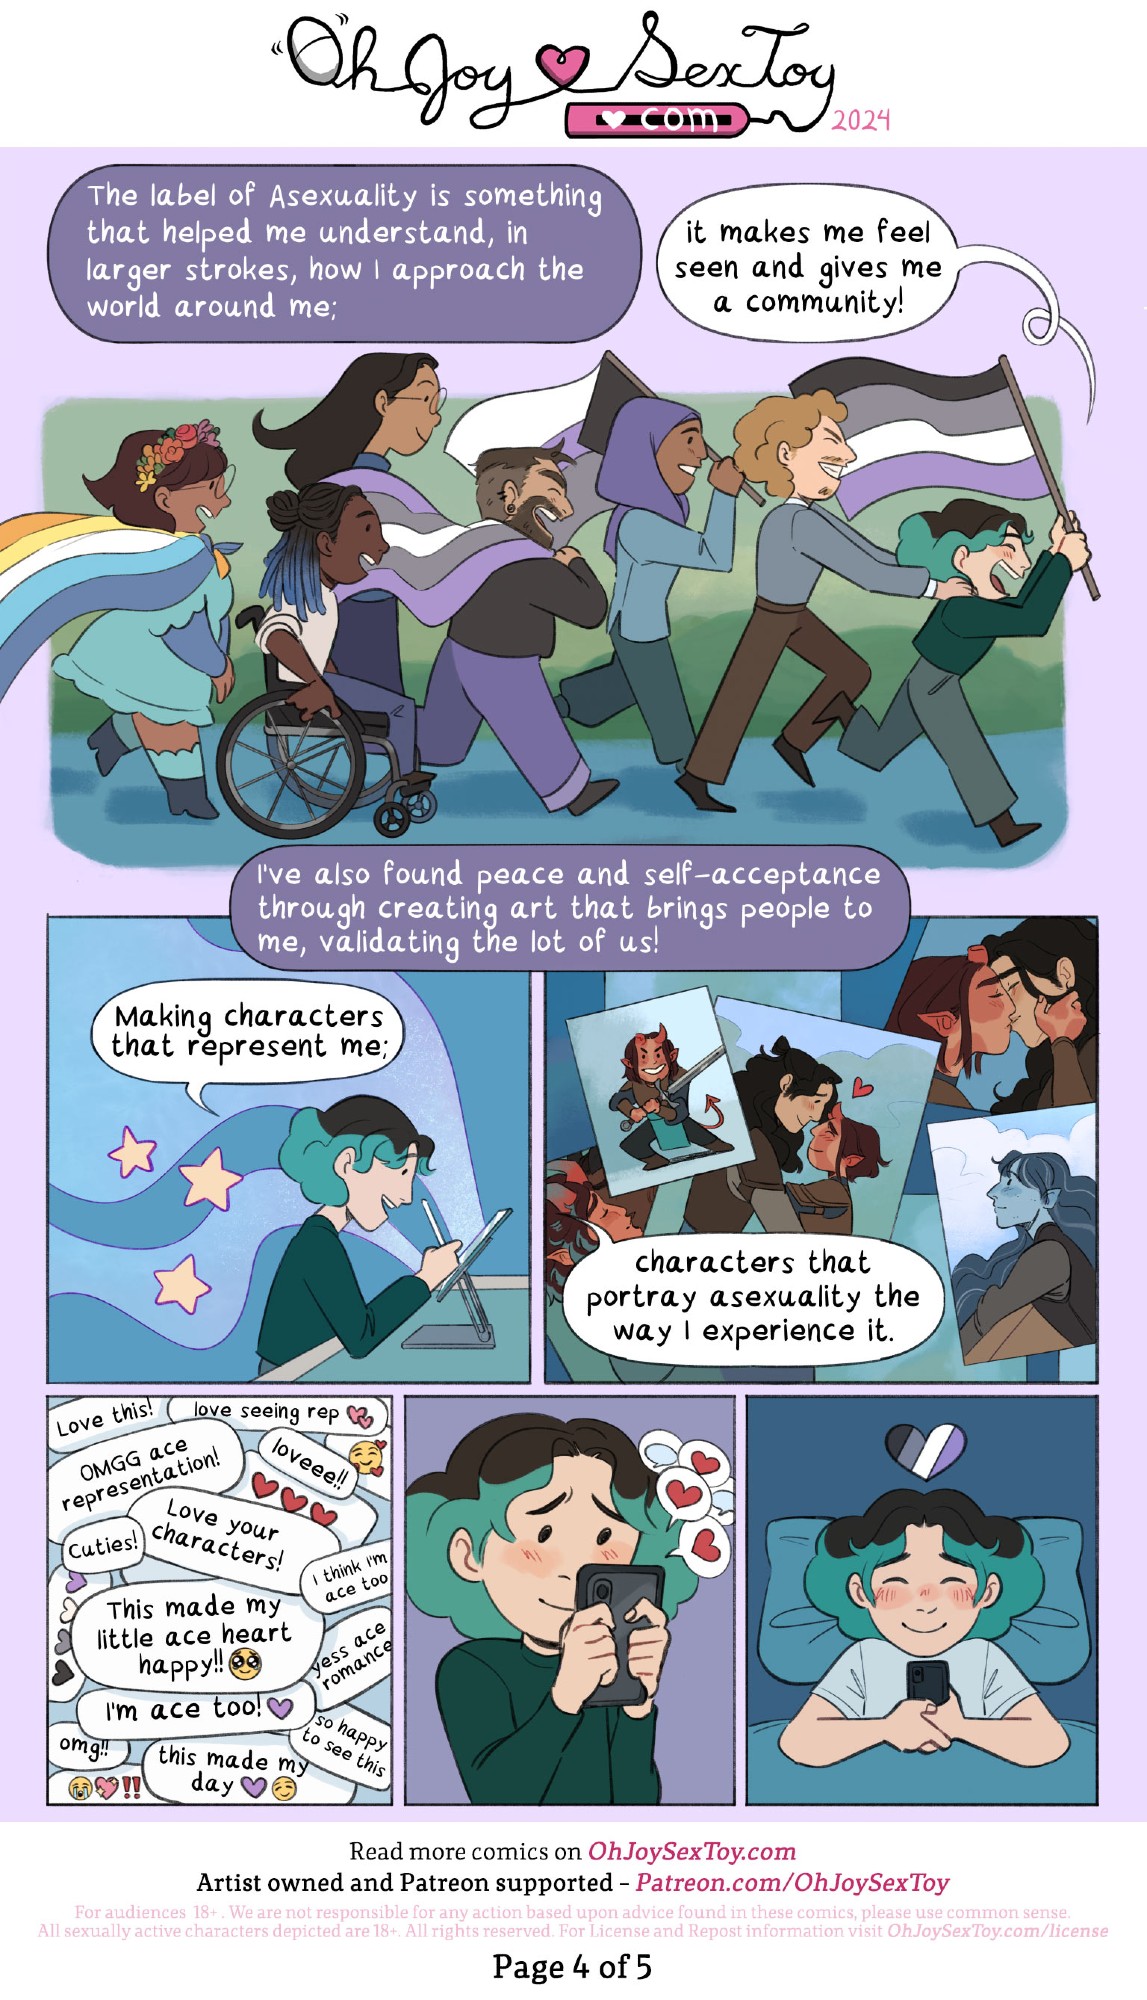 Oh Joy Sex Toy
com
2024
The label of Asexuality is something
that helped me understand, in
larger strokes, how I approach the
world around me;
it makes me feel
seen and gives me
a community!
I've also found peace and self-acceptance
through creating art that brings people to
me, validating the lot of us!
Making characters
that represent me;
characters that
portray asexuality the
way I experience it.
Love this!
love seeing rep
OMGG ace
representation!
loveee!!
Love your
characters!
Cuties!
I think I'm
ace too
This made my
little ace heart
happy!! 🥺
yess ace
romance
I'm ace too! 💜
so happy
to see this
omg!!
this made my
day 💜 😊
😭💖‼️
Read more comics on OhJoySexToy.com
Artist owned and Patreon supported - Patreon.com/OhJoySexToy
For audiences 18+. We are not responsible for any action based upon advice found in these comics, please use common sense.
All sexually active characters depicted are 18+. All rights reserved. For License and Repost information visit OhJoySexToy.com/license
Page 4 of 5